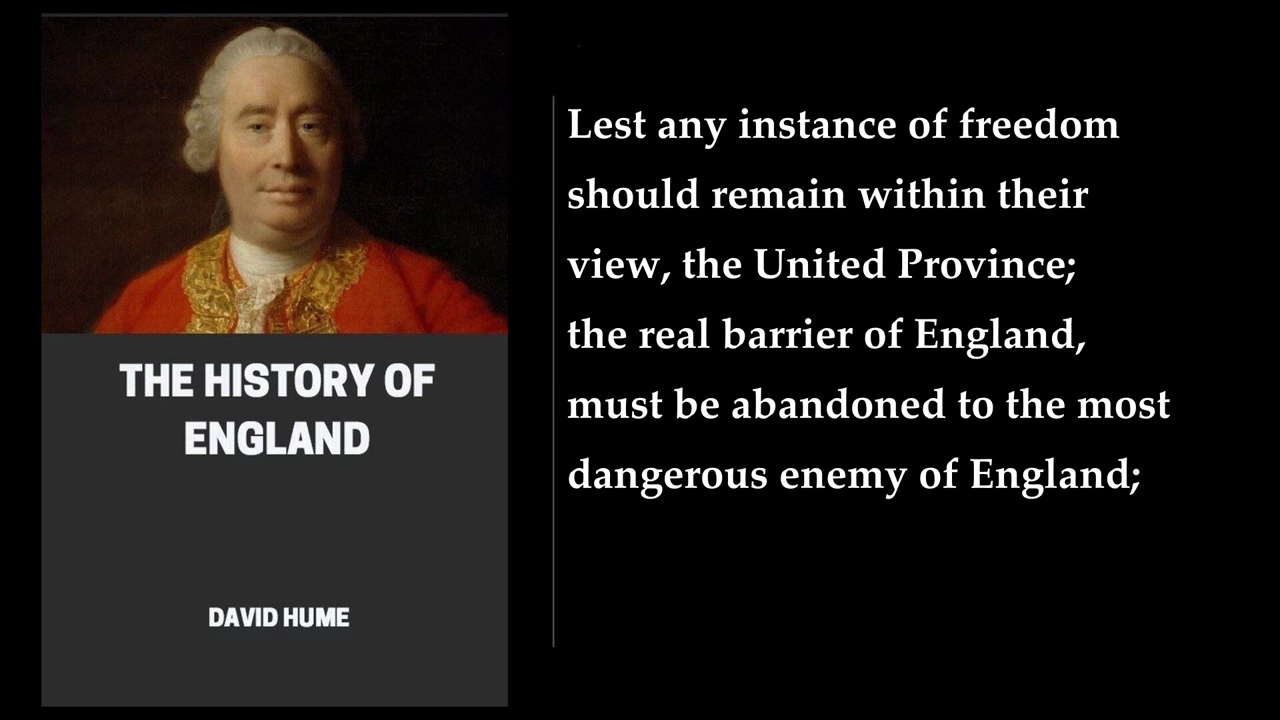 THE HISTORY OF
ENGLAND
DAVID HUME
Lest any instance of freedom
should remain within their
view, the United Province;
the real barrier of England,
must be abandoned to the most
dangerous enemy of England;